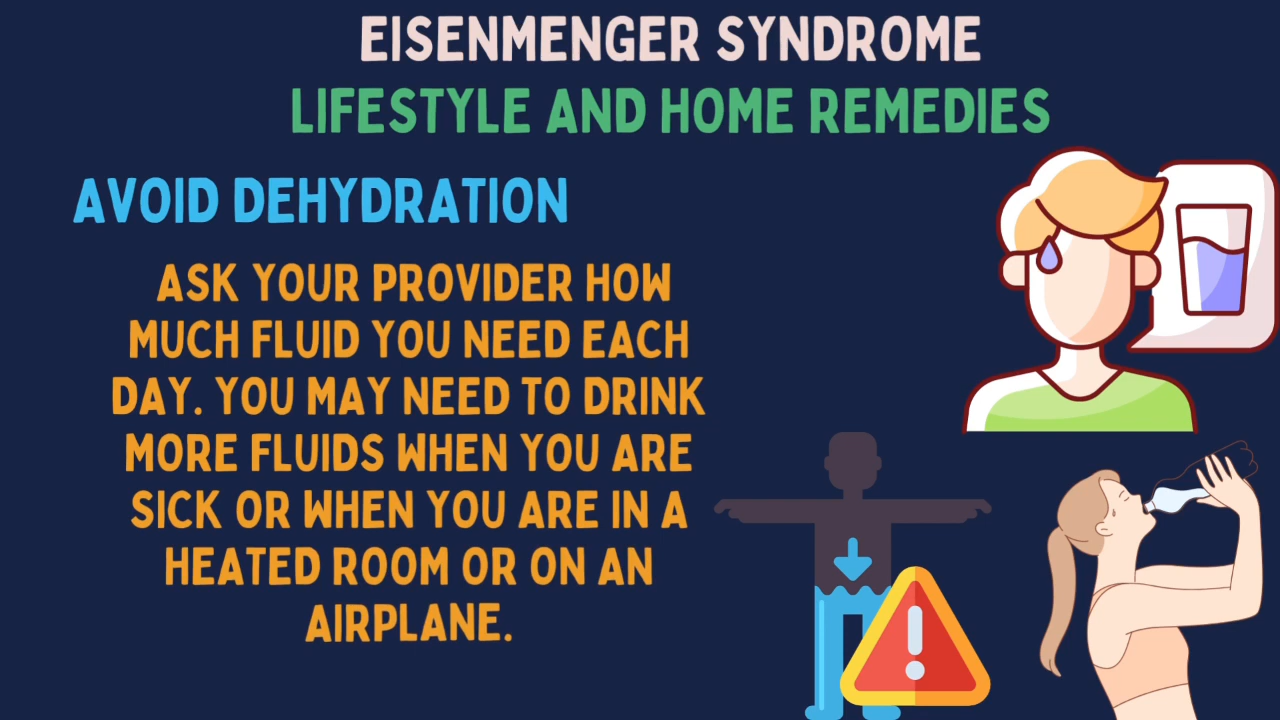 EISENMENGER SYNDROME
LIFESTYLE AND HOME REMEDIES
AVOID DEHYDRATION
ASK YOUR PROVIDER HOW
MUCH FLUID YOU NEED EACH
DAY. YOU MAY NEED TO DRINK
MORE FLUIDS WHEN YOU ARE
SICK OR WHEN YOU ARE IN A
HEATED ROOM OR ON AN
AIRPLANE.